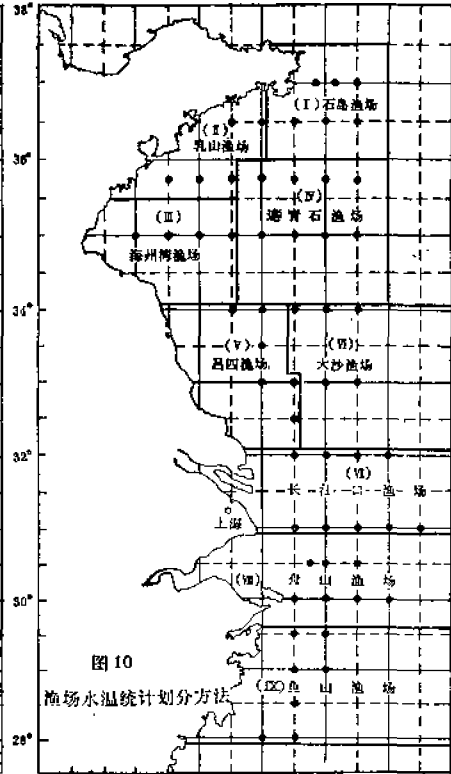 38°
(I)石岛渔场
(Ⅱ)
乳山渔场
36°
(Ⅳ)
连青石渔场
(Ⅲ)
海州湾渔场
34°
(Ⅴ)
吕四渔场
(Ⅵ)
大沙渔场
32°
(Ⅶ)
长江口渔场
上海
(Ⅷ) 舟山渔场
30°
图10
(Ⅸ)鱼山渔场
渔场水温统计划分方法
28°